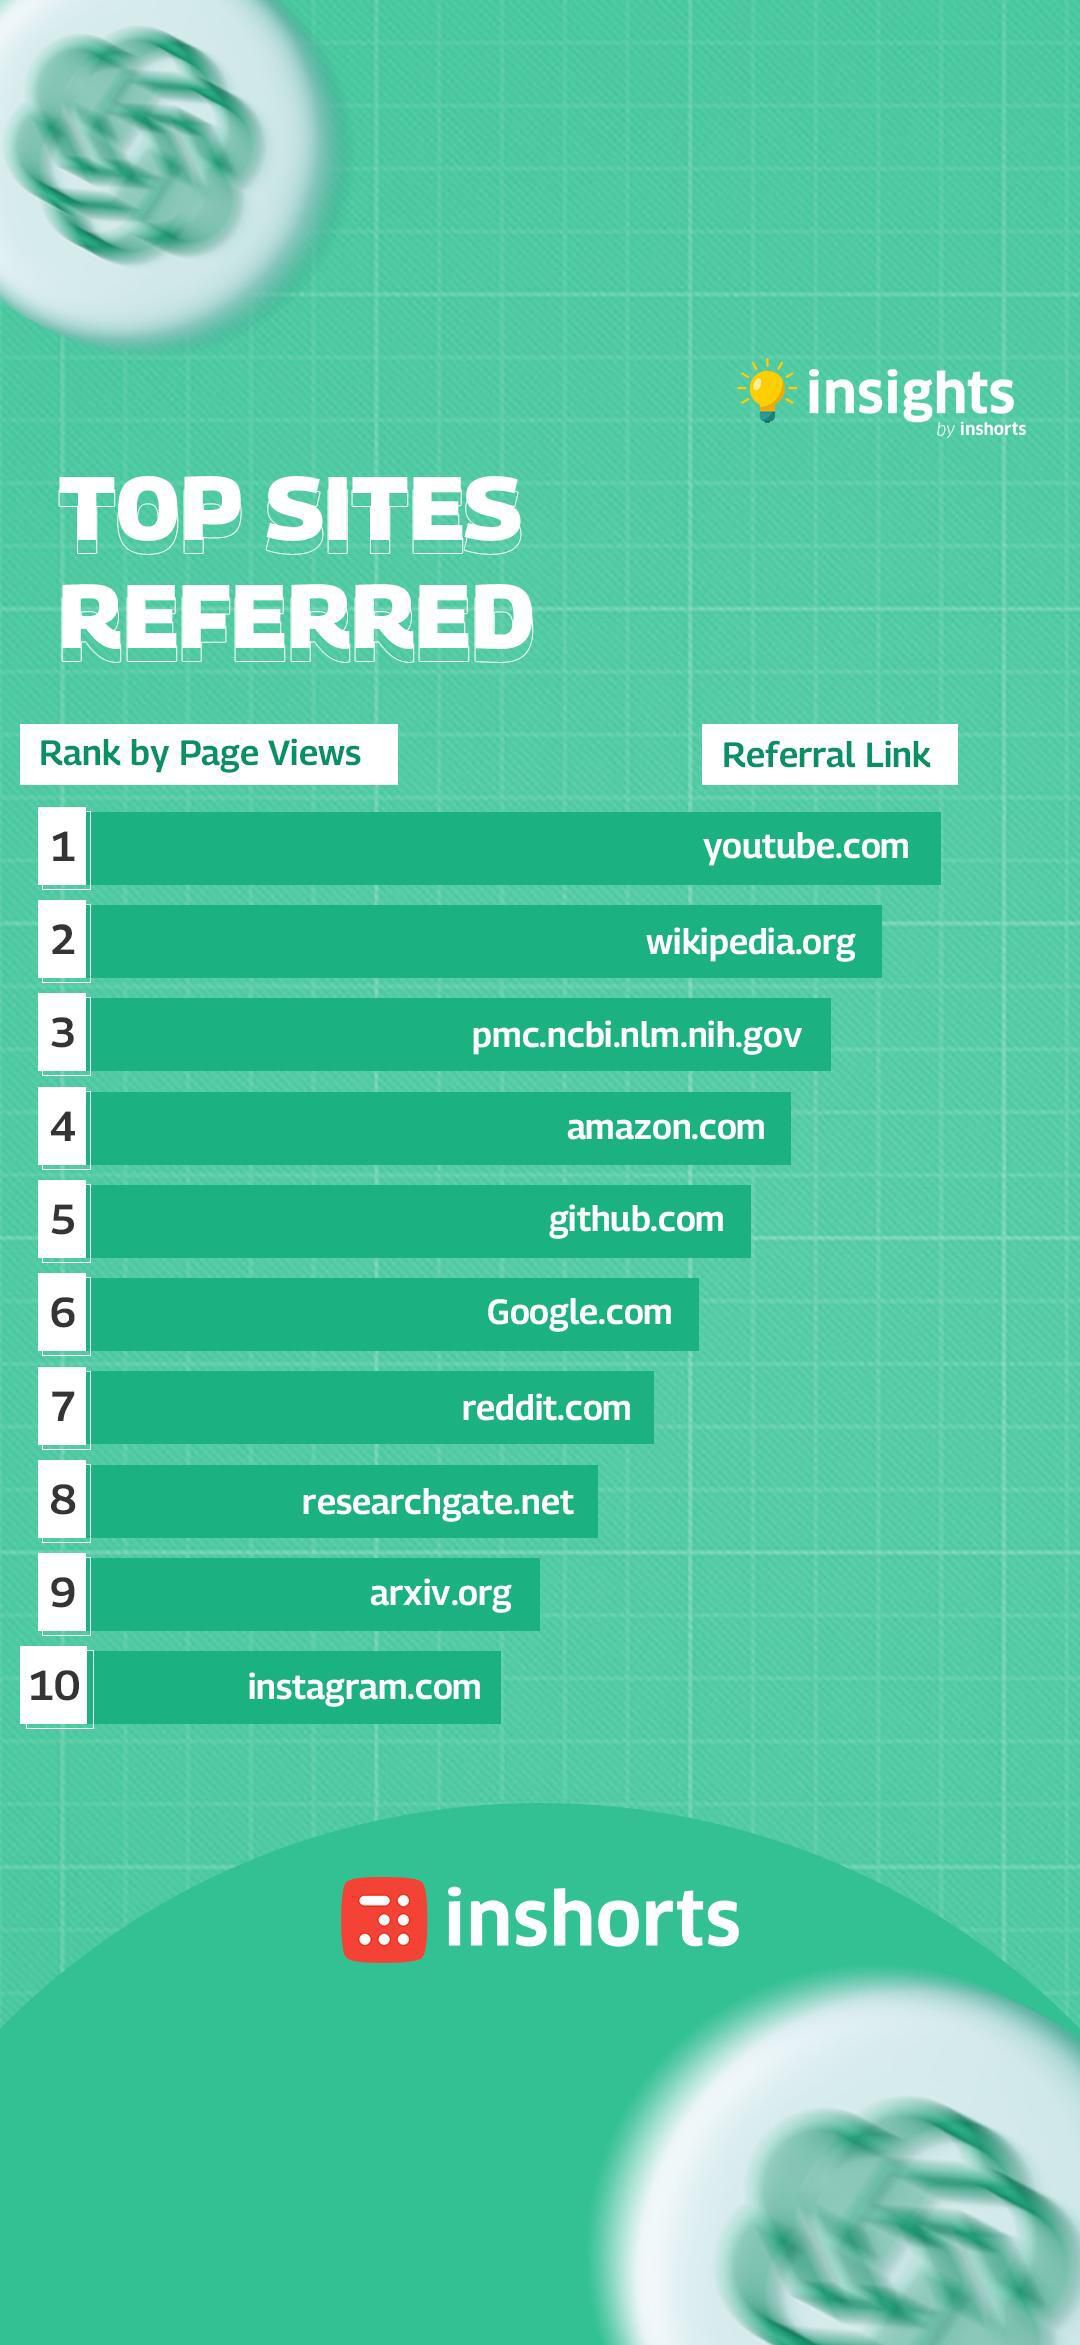 insights
by inshorts
TOP SITES
REFERRED
Rank by Page Views
Referral Link
1 youtube.com
2 wikipedia.org
3 pmc.ncbi.nlm.nih.gov
4 amazon.com
5 github.com
6 Google.com
7 reddit.com
8 researchgate.net
9 arxiv.org
10 instagram.com
inshorts